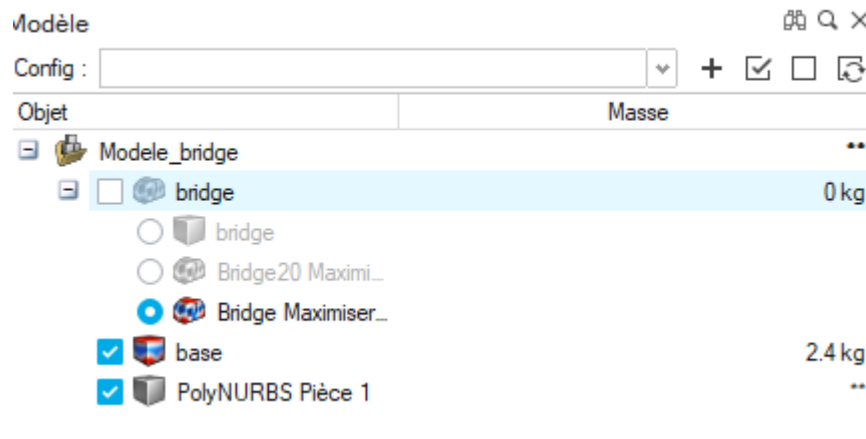 Modèle
Config :
Objet Masse
Modele_bridge **
bridge 0 kg
bridge
Bridge20 Maximi...
Bridge Maximiser...
base 2.4 kg
PolyNURBS Pièce 1 **